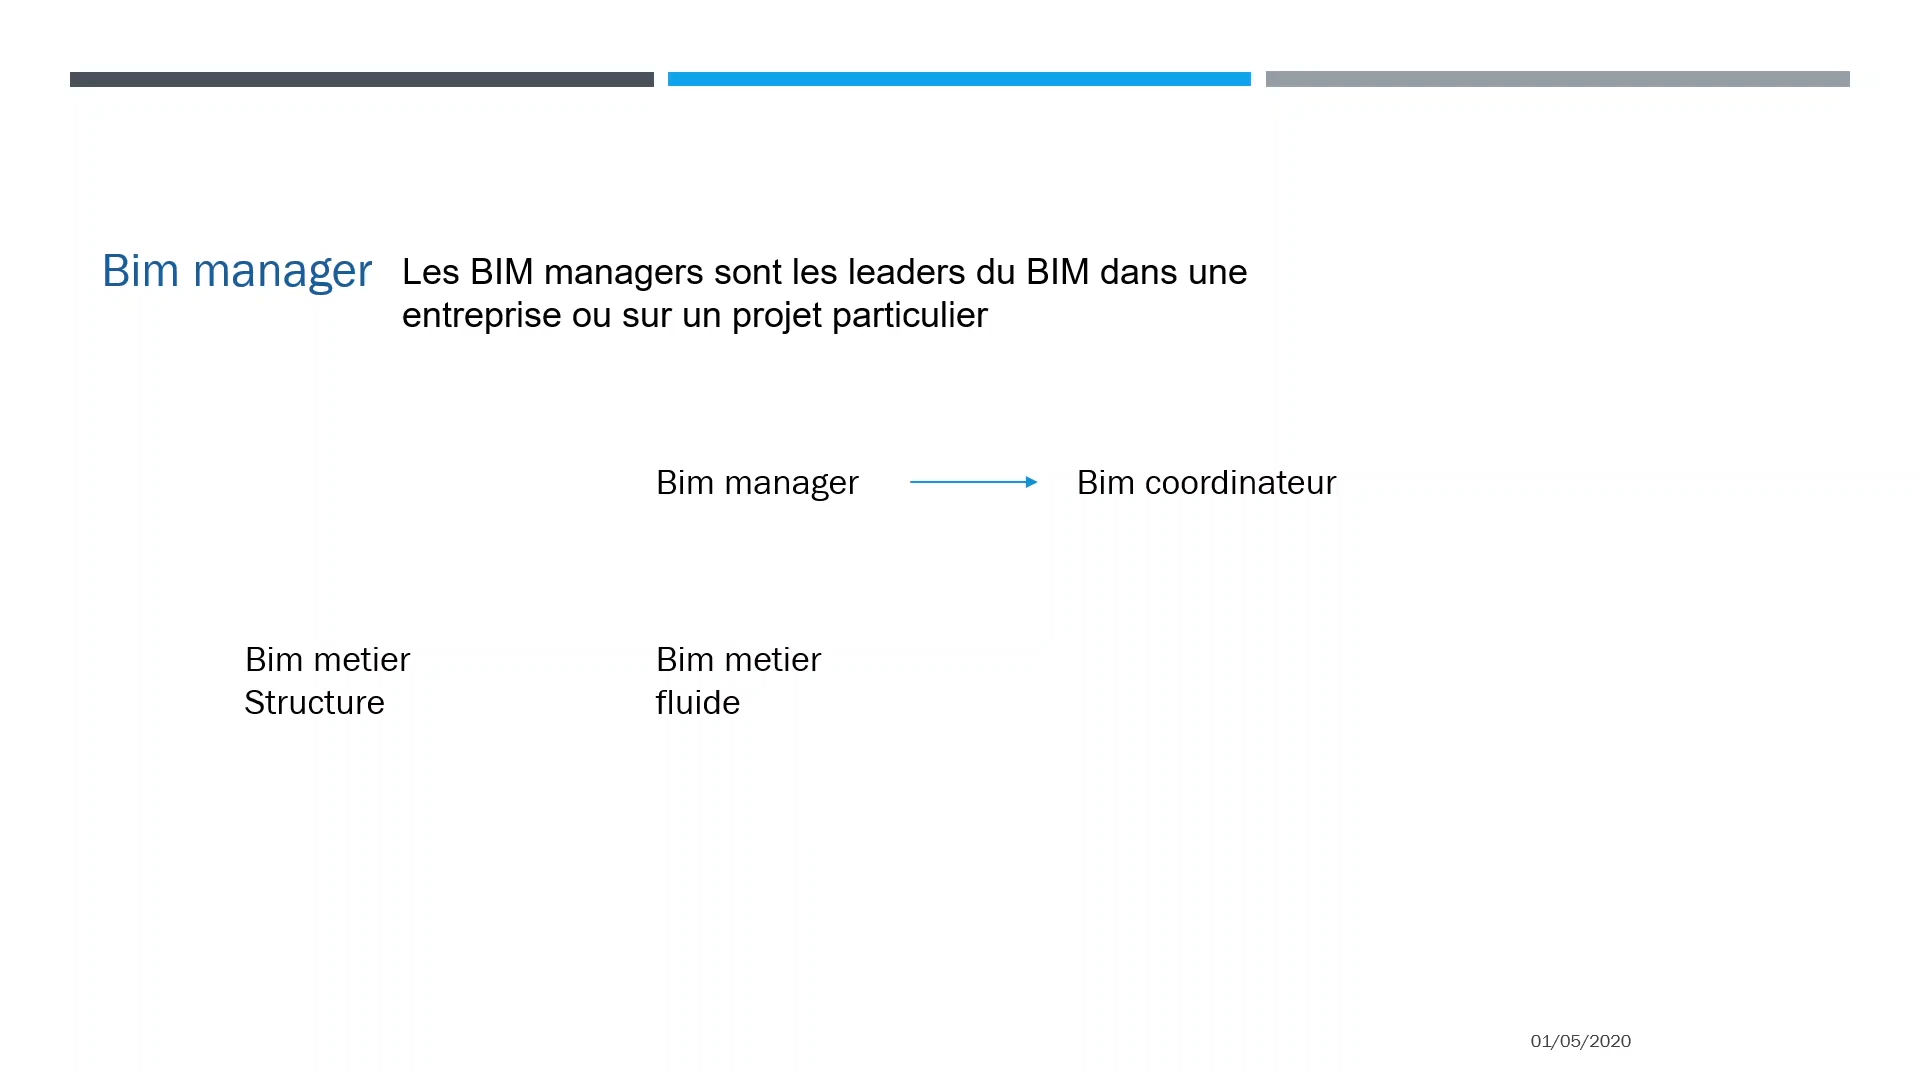 Bim manager
Les BIM managers sont les leaders du BIM dans une
entreprise ou sur un projet particulier
Bim manager
Bim coordinateur
Bim metier
Structure
Bim metier
fluide
01/05/2020